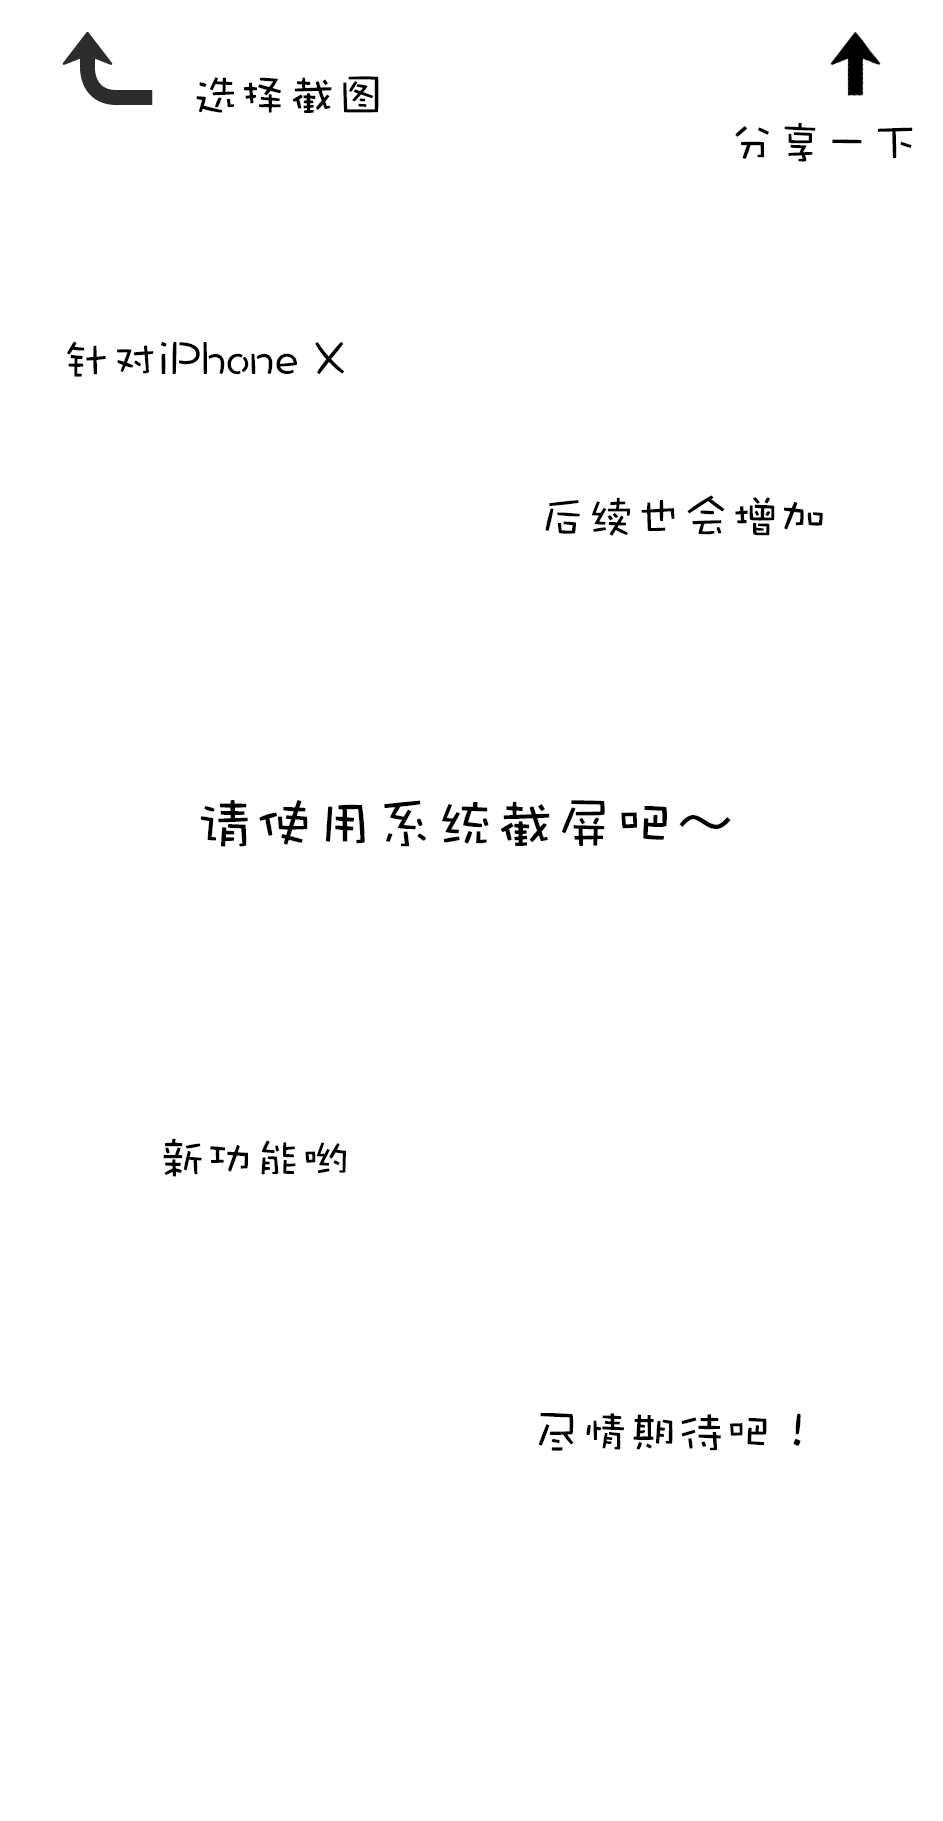 选择截图
分享一下
针对iPhone X
后续也会增加
请使用系统截屏吧～
新功能哟
尽情期待吧！